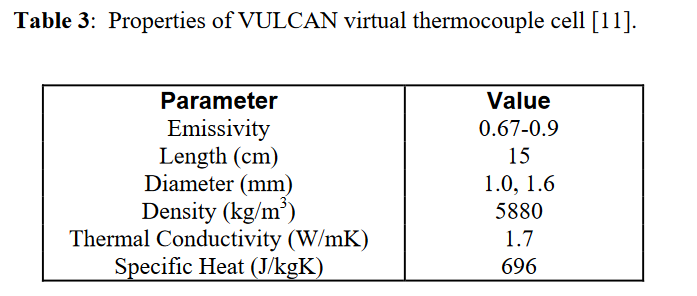 Table 3: Properties of VULCAN virtual thermocouple cell [11].
Parameter Value
Emissivity 0.67-0.9
Length (cm) 15
Diameter (mm) 1.0, 1.6
Density (kg/m³) 5880
Thermal Conductivity (W/mK) 1.7
Specific Heat (J/kgK) 696